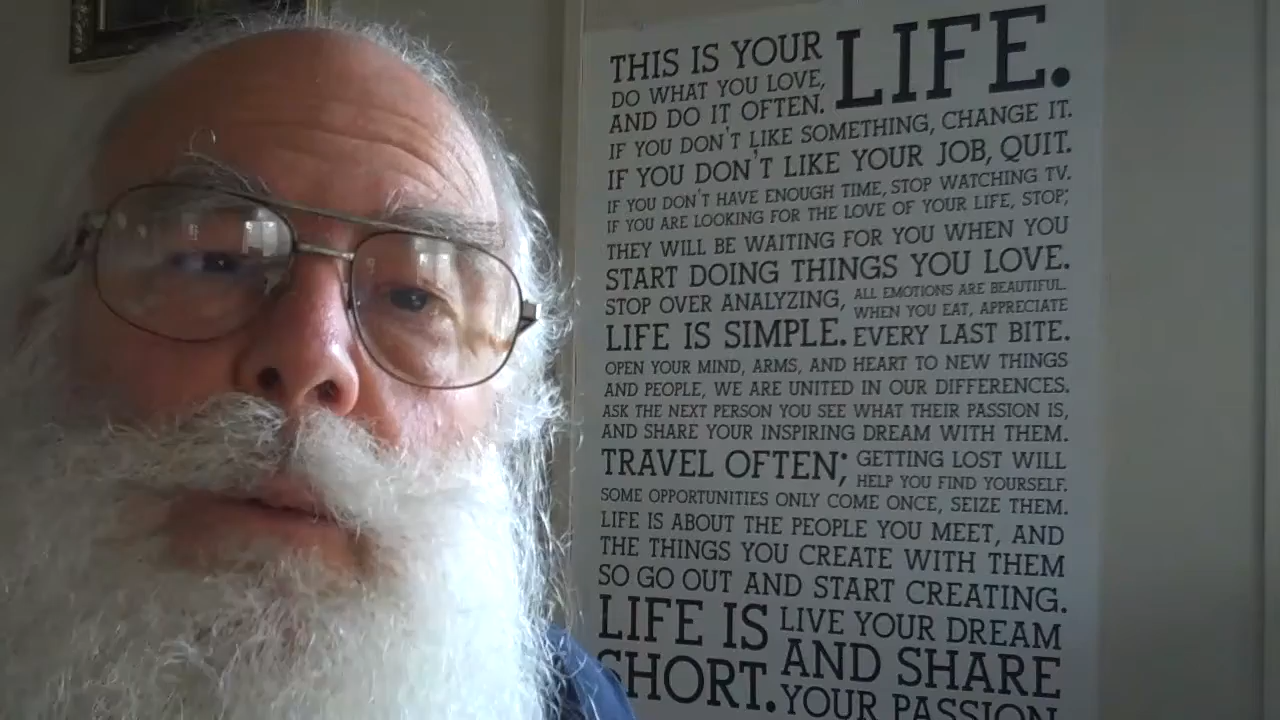 THIS IS YOUR LIFE.
DO WHAT YOU LOVE,
AND DO IT OFTEN.
IF YOU DON'T LIKE SOMETHING, CHANGE IT.
IF YOU DON'T LIKE YOUR JOB, QUIT.
IF YOU DON'T HAVE ENOUGH TIME, STOP WATCHING TV.
IF YOU ARE LOOKING FOR THE LOVE OF YOUR LIFE, STOP;
THEY WILL BE WAITING FOR YOU WHEN YOU
START DOING THINGS YOU LOVE.
STOP OVER ANALYZING, ALL EMOTIONS ARE BEAUTIFUL.
WHEN YOU EAT, APPRECIATE
LIFE IS SIMPLE. EVERY LAST BITE.
OPEN YOUR MIND, ARMS, AND HEART TO NEW THINGS
AND PEOPLE, WE ARE UNITED IN OUR DIFFERENCES.
ASK THE NEXT PERSON YOU SEE WHAT THEIR PASSION IS,
AND SHARE YOUR INSPIRING DREAM WITH THEM.
TRAVEL OFTEN; GETTING LOST WILL
HELP YOU FIND YOURSELF.
SOME OPPORTUNITIES ONLY COME ONCE, SEIZE THEM.
LIFE IS ABOUT THE PEOPLE YOU MEET, AND
THE THINGS YOU CREATE WITH THEM
SO GO OUT AND START CREATING.
LIFE IS LIVE YOUR DREAM
SHORT. AND SHARE
YOUR PASSION